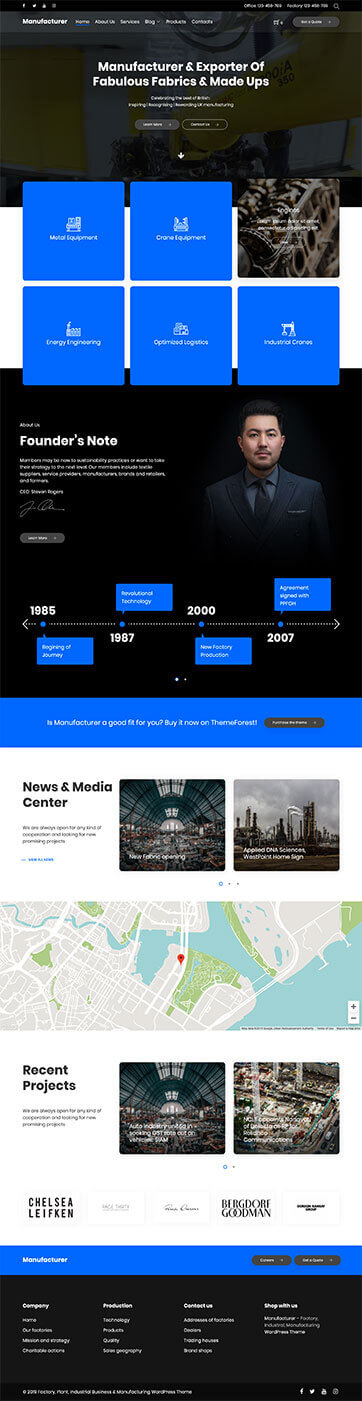 Office 123-456-789 Factory 123-456-789
Manufacturer Home About Us Services Blog Products Contacts 0 Get a Quote
Manufacturer & Exporter Of
Fabulous Fabrics & Made Ups
Celebrating the best of British
Inspiring | Recognising | Rewarding UK manufacturing
Learn More Contact Us
Metal Equipment
Crane Equipment
Engines
Lorem ipsum dolor sit amet,
consectetur adipiscing elit.
Energy Engineering
Optimized Logistics
Industrial Cranes
About Us
Founder's Note
Members may be new to sustainability practices or want to take
their strategy to the next level. Our members include textile
suppliers, service providers, manufacturers, brands and retailers,
and farmers.
CEO: Stevan Rogers
Learn More
1985
Begining of
Journey
Revolutional
Technology
1987
2000
New Factory
Production
Agreement
signed with
PPFGH
2007
Is Manufacturer a good fit for you? Buy it now on ThemeForest! Purchase the theme
News & Media
Center
We are always open for any kind of
cooperation and looking for new
promising projects
VIEW ALL NEWS
New Fabric opening
Applied DNA Sciences,
WestPoint Home Sign
Recent
Projects
We are always open for any kind of
cooperation and looking for new
promising projects
Auto industry united in
seeking GST rate cut on
vehicles: SIAM
Communications
CHELSEA
LEIFKEN
BERGDORF
GOODMAN
GORDON RAMSAY
GROUP
Manufacturer Careers Get a Quote
Company
Home
Our factories
Mission and strategy
Charitable actions
Production
Technology
Products
Quality
Sales geography
Contact us
Addresses of factories
Dealers
Trading houses
Brand shops
Shop with us
Manufacturer – Factory,
Industrial, Manufacturing
WordPress Theme
© 2019 Factory, Plant, Industrial Business & Manufacturing WordPress Theme